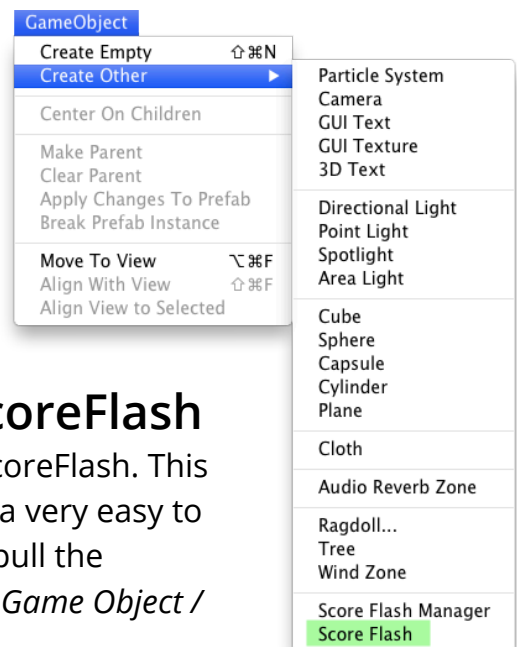 GameObject
Create Empty ⇧⌘N
Create Other ▶
Center On Children
Make Parent
Clear Parent
Apply Changes To Prefab
Break Prefab Instance
Move To View ⌥⌘F
Align With View ⇧⌘F
Align View to Selected
Particle System
Camera
GUI Text
GUI Texture
3D Text
Directional Light
Point Light
Spotlight
Area Light
Cube
Sphere
Capsule
Cylinder
Plane
Cloth
Audio Reverb Zone
Ragdoll...
Tree
Wind Zone
Score Flash Manager
Score Flash
coreFlash
coreFlash. This
a very easy to
pull the
Game Object /